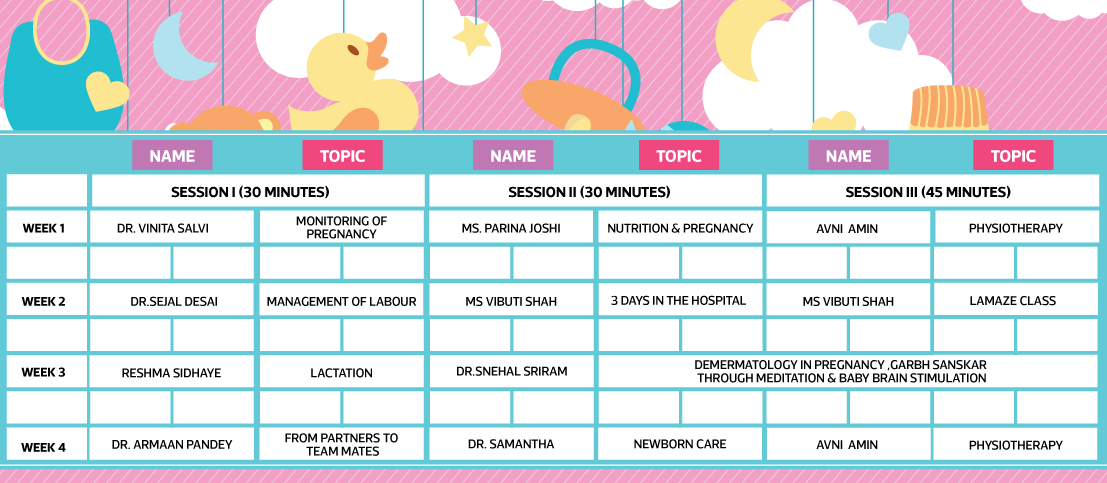 NAME TOPIC NAME TOPIC NAME TOPIC
SESSION I (30 MINUTES) SESSION II (30 MINUTES) SESSION III (45 MINUTES)
WEEK 1 DR. VINITA SALVI MONITORING OF PREGNANCY MS. PARINA JOSHI NUTRITION & PREGNANCY AVNI AMIN PHYSIOTHERAPY
WEEK 2 DR.SEJAL DESAI MANAGEMENT OF LABOUR MS VIBUTI SHAH 3 DAYS IN THE HOSPITAL MS VIBUTI SHAH LAMAZE CLASS
WEEK 3 RESHMA SIDHAYE LACTATION DR.SNEHAL SRIRAM DEMERMATOLOGY IN PREGNANCY ,GARBH SANSKAR
THROUGH MEDITATION & BABY BRAIN STIMULATION
WEEK 4 DR. ARMAAN PANDEY FROM PARTNERS TO TEAM MATES DR. SAMANTHA NEWBORN CARE AVNI AMIN PHYSIOTHERAPY